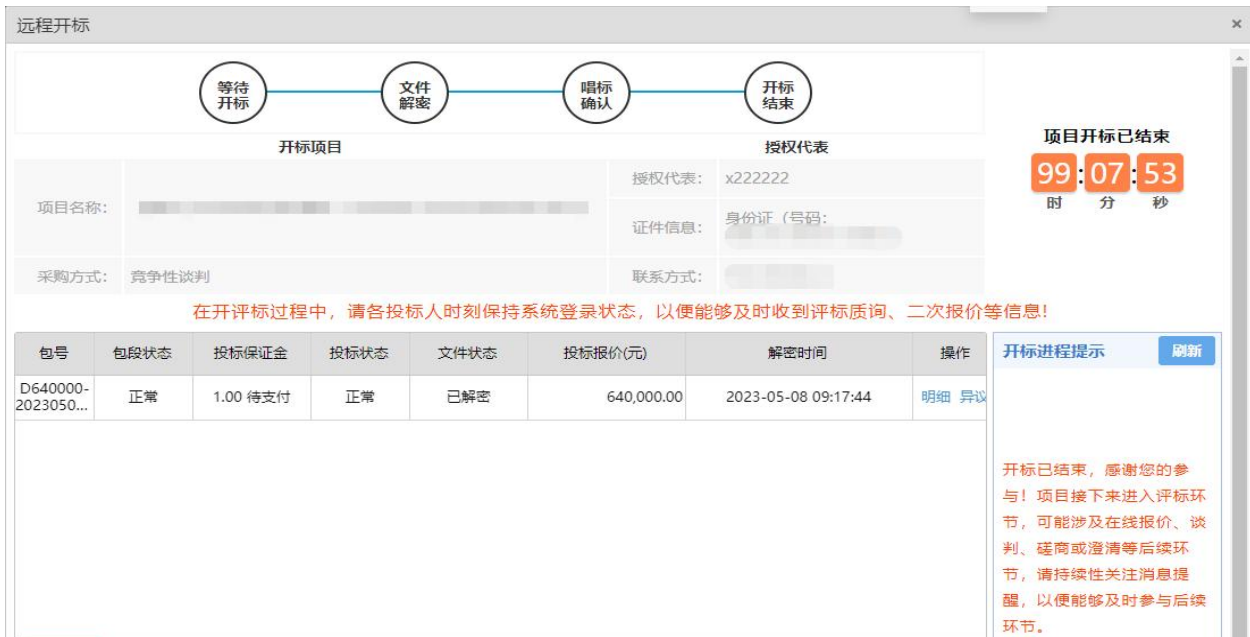 远程开标
×
等待
开标
文件
解密
唱标
确认
开标
结束
项目开标已结束
99:07:53
时 分 秒
开标项目 授权代表
项目名称:
授权代表: x222222
证件信息: 身份证（号码:
采购方式: 竞争性谈判 联系方式:
在开评标过程中，请各投标人时刻保持系统登录状态，以便能够及时收到评标质询、二次报价等信息!
包号 包段状态 投标保证金 投标状态 文件状态 投标报价(元) 解密时间 操作
D640000-
2023050... 正常 1.00 待支付 正常 已解密 640,000.00 2023-05-08 09:17:44 明细 异议
开标进程提示 刷新
开标已结束，感谢您的参
与！项目接下来进入评标环
节，可能涉及在线报价、谈
判、磋商或澄清等后续环
节，请持续性关注消息提
醒，以便能够及时参与后续
环节。